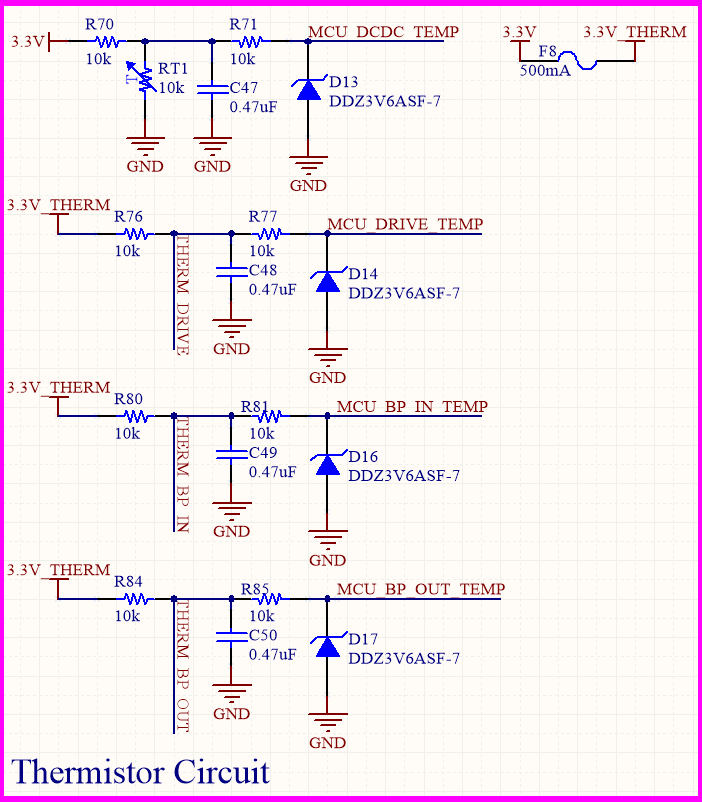 R70
10k
3.3V
RT1
10k
T
C47
0.47uF
R71
10k
MCU_DCDC_TEMP
D13
DDZ3V6ASF-7
GND
GND
GND
3.3V
3.3V_THERM
F8
500mA
3.3V_THERM
R76
10k
THERM_DRIVE
C48
0.47uF
R77
10k
MCU_DRIVE_TEMP
D14
DDZ3V6ASF-7
GND
GND
3.3V_THERM
R80
10k
THERM_BP_IN
C49
0.47uF
R81
10k
MCU_BP_IN_TEMP
D16
DDZ3V6ASF-7
GND
GND
3.3V_THERM
R84
10k
THERM_BP_OUT
C50
0.47uF
R85
10k
MCU_BP_OUT_TEMP
D17
DDZ3V6ASF-7
GND
GND
Thermistor Circuit